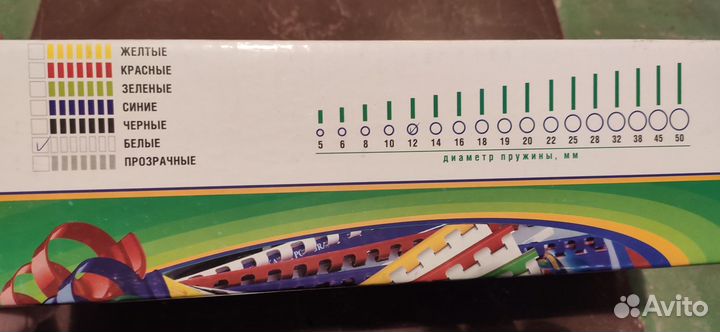 ЖЕЛТЫЕ
КРАСНЫЕ
ЗЕЛЕНЫЕ
СИНИЕ
ЧЕРНЫЕ
БЕЛЫЕ
ПРОЗРАЧНЫЕ
5 6 8 10 12 14 16 18 19 20 22 25 28 32 38 45 50
диаметр пружины, мм
Avito